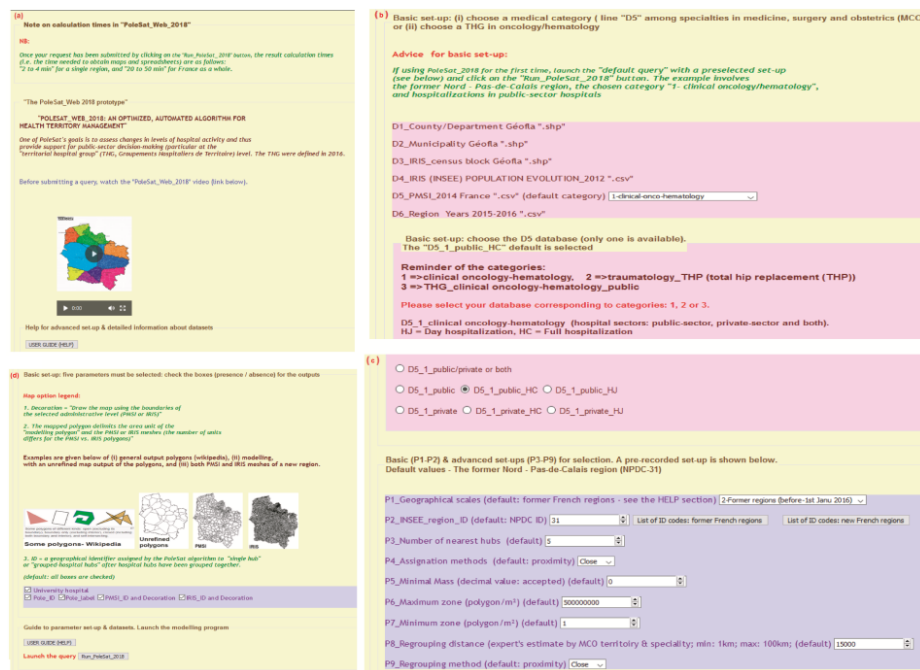 (a)
Note on calculation times in "PoleSat_Web_2018"
NB:
Once your request has been submitted by clicking on the "Run_PoleSat_2018" button, the result calculation times
(i.e. the time needed to obtain maps and spreadsheets) are as follows:
"2 to 4 min" for a single region, and "20 to 50 min" for France as a whole.
"The PoleSat_Web 2018 prototype"
"POLESAT_WEB_2018: AN OPTIMIZED, AUTOMATED ALGORITHM FOR
HEALTH TERRITORY MANAGEMENT"
One of PoleSat's goals is to assess changes in levels of hospital activity and thus
provide support for public-sector decision-making (particular at the
"territorial hospital group" (THG, Groupements Hospitaliers de Territoire) level. The THG were defined in 2016.
Before submitting a query, watch the "PoleSat_Web_2018" video (link below).
0:00
Help for advanced set-up & detailed information about datasets
USER GUIDE (HELP)
(b) Basic set-up: (i) choose a medical category ( line "D5" among specialties in medicine, surgery and obstetrics (MCO
or (ii) choose a THG in oncology/hematology
Advice for basic set-up:
If using PoleSat_2018 for the first time, launch the "default query" with a preselected set-up
(see below) and click on the "Run_PoleSat_2018" button. The example involves
the former Nord - Pas-de-Calais region, the chosen category "1- clinical oncology/hematology",
and hospitalizations in public-sector hospitals
D1_County/Department Géofla ".shp"
D2_Municipality Géofla ".shp"
D3_IRIS_census block Géofla ".shp"
D4_IRIS (INSEE) POPULATION EVOLUTION_2012 ".csv"
D5_PMSI_2014 France ".csv" (default category) 1-clinical-onco-hematology
D6_Region Years 2015-2016 ".csv"
Basic set-up: choose the D5 database (only one is available).
The "D5_1_public_HC" default is selected
Reminder of the categories:
1 =>clinical oncology-hematology, 2 =>traumatology_THP (total hip replacement (THP))
3 =>THG_clinical oncology-hematology_public
Please select your database corresponding to categories: 1, 2 or 3.
D5_1_clinical oncology-hematology (hospital sectors: public-sector, private-sector and both).
HJ = Day hospitalization, HC = Full hospitalization
(c)
D5_1_public/private or both
D5_1_public D5_1_public_HC D5_1_public_HJ
D5_1_private D5_1_private_HC D5_1_private_HJ
Basic (P1-P2) & advanced set-ups (P3-P9) for selection. A pre-recorded set-up is shown below.
Default values - The former Nord - Pas-de-Calais region (NPDC-31)
P1_Geographical scales (default: former French regions - see the HELP section) 2-Former regions (before-1st Janu 2016)
P2_INSEE_region_ID (default: NPDC ID) 31 List of ID codes: former French regions List of ID codes: new French regions
P3_Number of nearest hubs (default) 5
P4_Assignation methods (default: proximity) Close
P5_Minimal Mass (decimal value: accepted) (default) 0
P6_Maximum zone (polygon/m²) (default) 500000000
P7_Minimum zone (polygon/m²) (default) 1
P8_Regrouping distance (expert's estimate by MCO territoiry & speciality; min: 1km; max: 100km; (default) 15000
P9_Regrouping method (default: proximity) Close
(d) Basic set-up: five parameters must be selected: check the boxes (presence / absence) for the outputs
Map option legend:
1. Decoration = "Draw the map using the boundaries of
the selected administrative level (PMSI or IRIS)"
2. The mapped polygon delimits the area unit of the
"modelling polygon" and the PMSI or IRIS meshes (the number of units
differs for the PMSI vs. IRIS polygons)"
Examples are given below of (i) general output polygons (wikipedia), (ii) modelling,
with an unrefined map output of the polygons, and (iii) both PMSI and IRIS meshes of a new region.
Some polygons- Wikipedia
Unrefined
polygons
PMSI
IRIS
3. ID = a geographical identifier assigned by the PoleSat algorithm to "single hub"
or "grouped hospital hubs" after hospital hubs have been grouped together.
(default: all boxes are checked)
University hospital
Pole_ID Pole_label PMSI_ID and Decoration IRIS_ID and Decoration
Guide to parameter set-up & datasets. Launch the modelling program
USER GUIDE (HELP)
Launch the query Run_PoleSat_2018